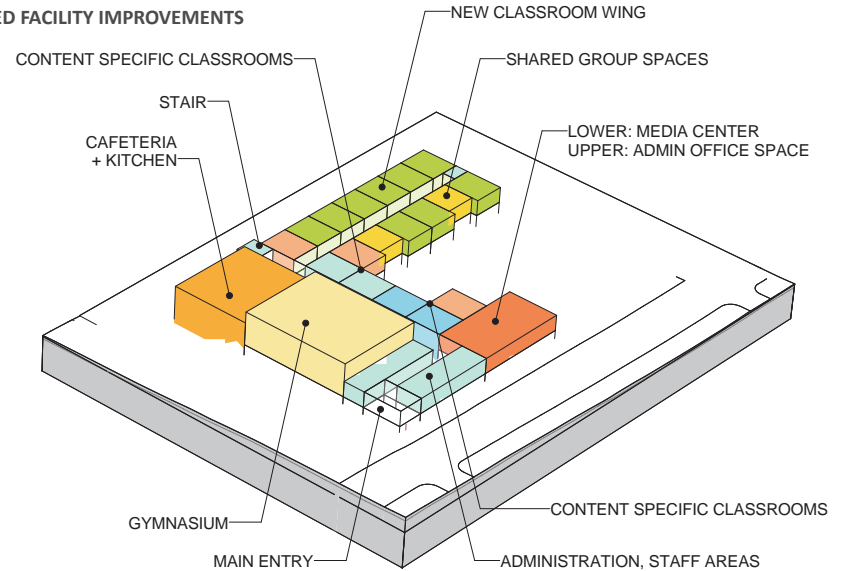 ED FACILITY IMPROVEMENTS
NEW CLASSROOM WING
CONTENT SPECIFIC CLASSROOMS
SHARED GROUP SPACES
STAIR
LOWER: MEDIA CENTER
UPPER: ADMIN OFFICE SPACE
CAFETERIA
+ KITCHEN
CONTENT SPECIFIC CLASSROOMS
GYMNASIUM
MAIN ENTRY
ADMINISTRATION, STAFF AREAS